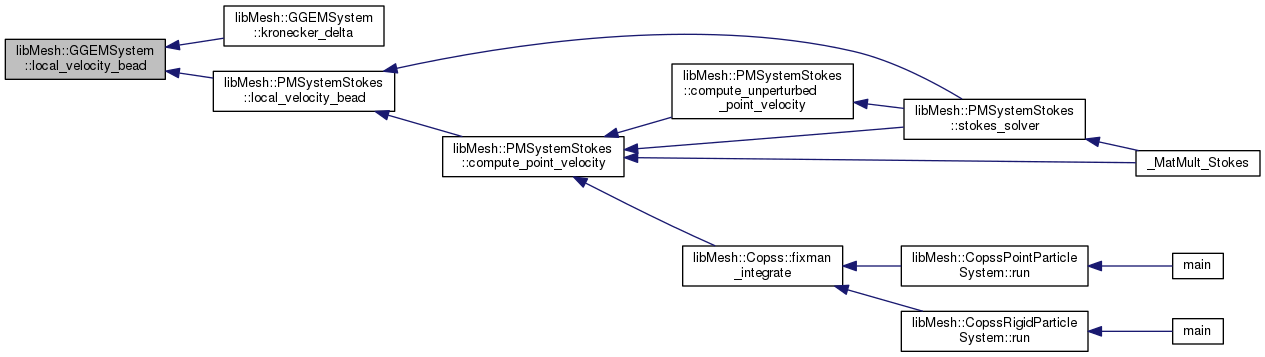 libMesh::GGEMSystem
::local_velocity_bead
libMesh::GGEMSystem
::kronecker_delta
libMesh::PMSystemStokes
::local_velocity_bead
libMesh::PMSystemStokes
::compute_point_velocity
libMesh::PMSystemStokes
::compute_unperturbed
_point_velocity
libMesh::PMSystemStokes
::stokes_solver
_MatMult_Stokes
libMesh::Copss::fixman
_integrate
libMesh::CopssPointParticle
System::run
main
libMesh::CopssRigidParticle
System::run
main